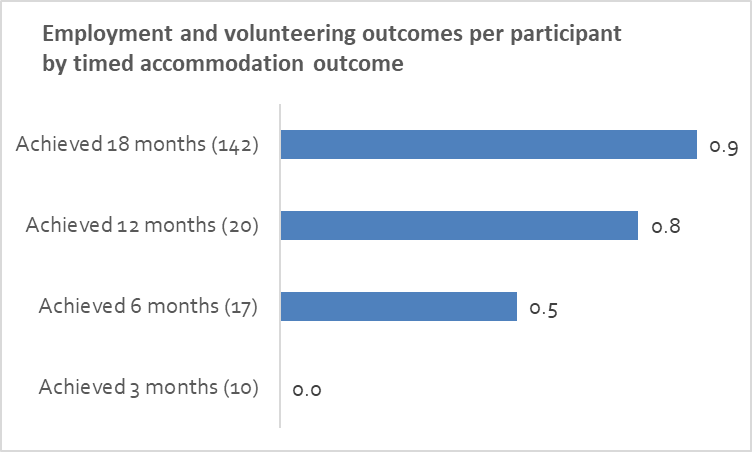 Employment and volunteering outcomes per participant
by timed accommodation outcome
Achieved 18 months (142) 0.9
Achieved 12 months (20) 0.8
Achieved 6 months (17) 0.5
Achieved 3 months (10) 0.0